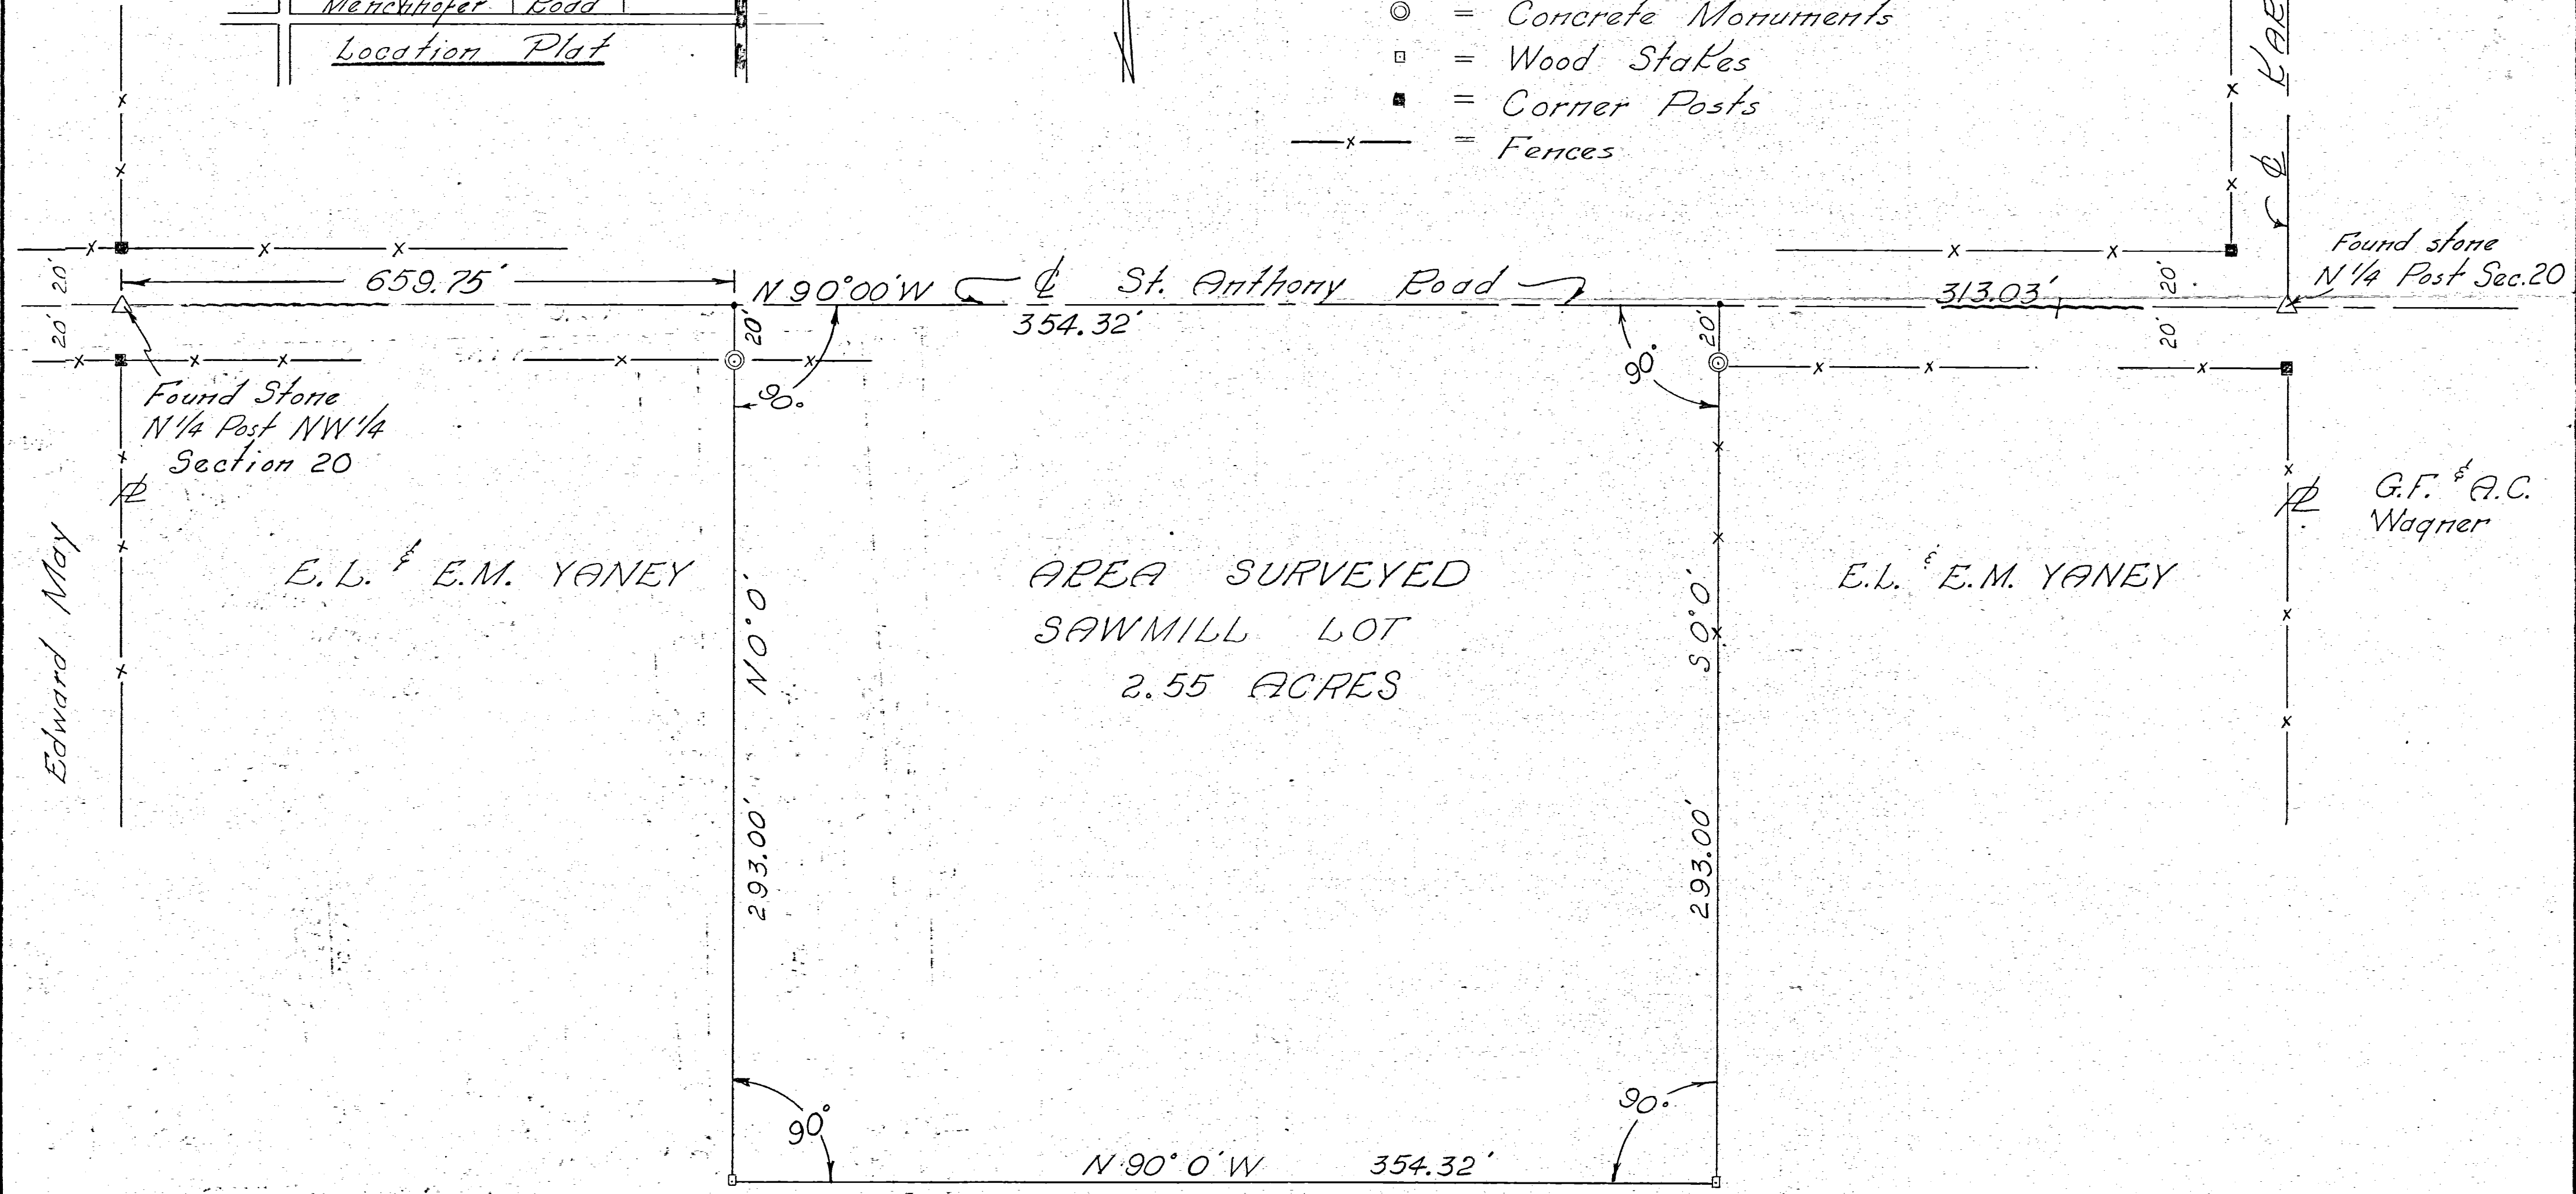 Menchhofer Road
Location Plat
= Concrete Monuments
= Wood Stakes
= Corner Posts
= Fences
℄ KAR
659.75'
N 90°00'W ℄ St. Anthony Road
354.32'
313.03'
Found stone
N 1/4 Post Sec.20
20'
20'
20'
20'
20'
20'
90°
90°
Found Stone
N 1/4 Post NW 1/4
Section 20
Edward May
PL
E.L. & E.M. YANEY
N 0° 0'
293.00'
AREA SURVEYED
SAWMILL LOT
2.55 ACRES
S 0° 0'
293.00'
E.L. & E.M. YANEY
PL
G.F. & A.C.
Wagner
90°
90°
N 90° 0' W 354.32'